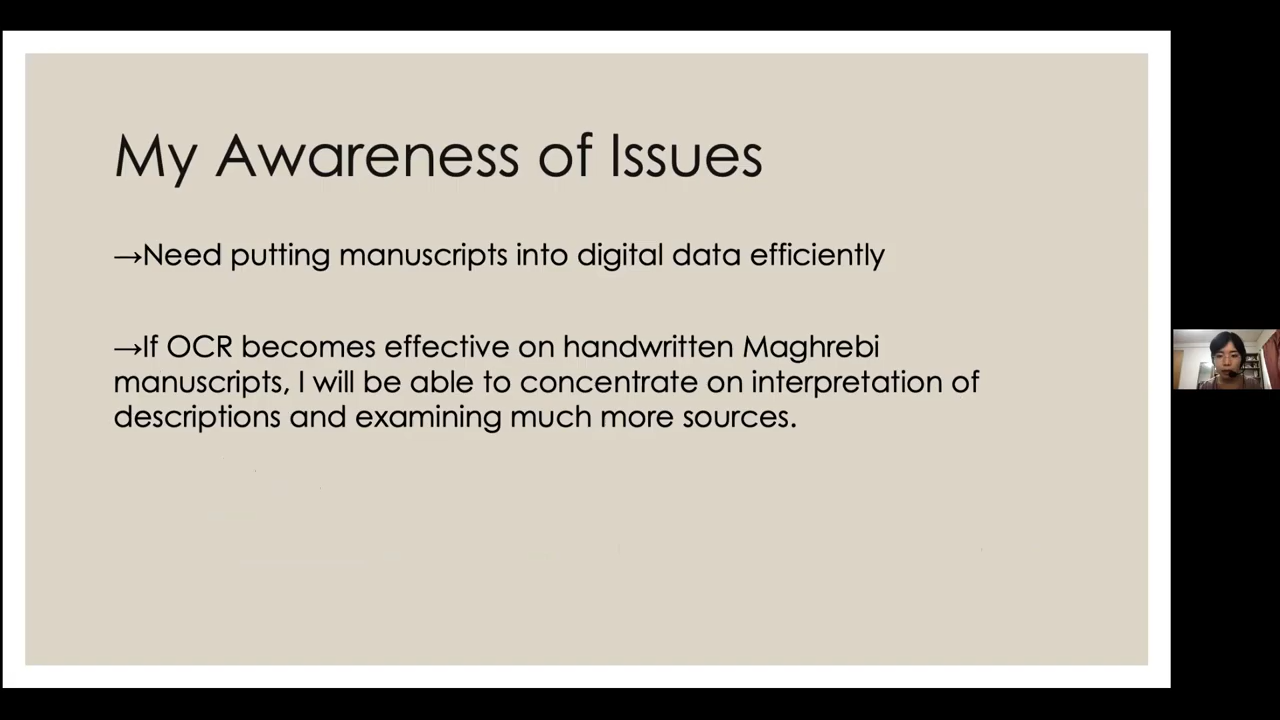 My Awareness of Issues
→Need putting manuscripts into digital data efficiently
→If OCR becomes effective on handwritten Maghrebi
manuscripts, I will be able to concentrate on interpretation of
descriptions and examining much more sources.